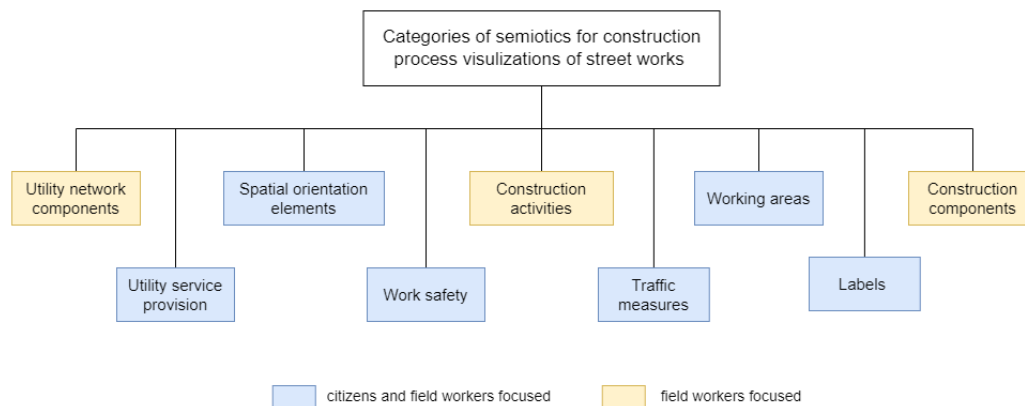 Categories of semiotics for construction
process visulizations of street works
Utility network
components
Spatial orientation
elements
Construction
activities
Working areas
Construction
components
Utility service
provision
Work safety
Traffic
measures
Labels
citizens and field workers focused
field workers focused